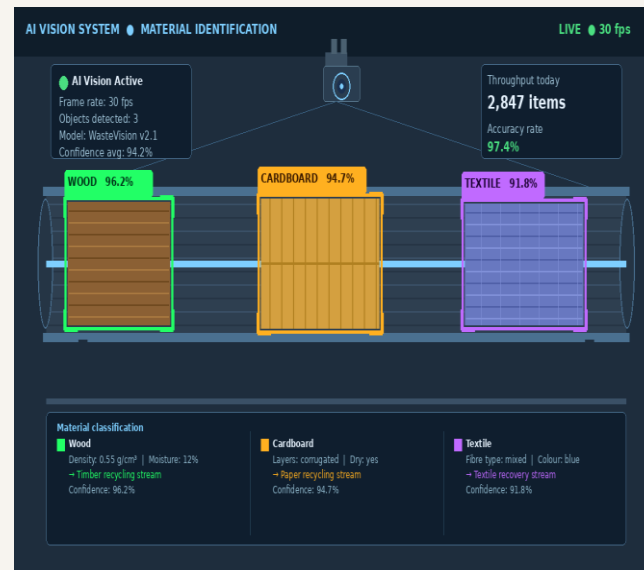 AI VISION SYSTEM ● MATERIAL IDENTIFICATION
LIVE ● 30 fps
AI Vision Active
Frame rate: 30 fps
Objects detected: 3
Model: WasteVision v2.1
Confidence avg: 94.2%
Throughput today
2,847 items
Accuracy rate
97.4%
WOOD 96.2%
CARDBOARD 94.7%
TEXTILE 91.8%
Material classification
Wood
Density: 0.55 g/cm³ | Moisture: 12%
→ Timber recycling stream
Confidence: 96.2%
Cardboard
Layers: corrugated | Dry: yes
→ Paper recycling stream
Confidence: 94.7%
Textile
Fibre type: mixed | Colour: blue
→ Textile recovery stream
Confidence: 91.8%